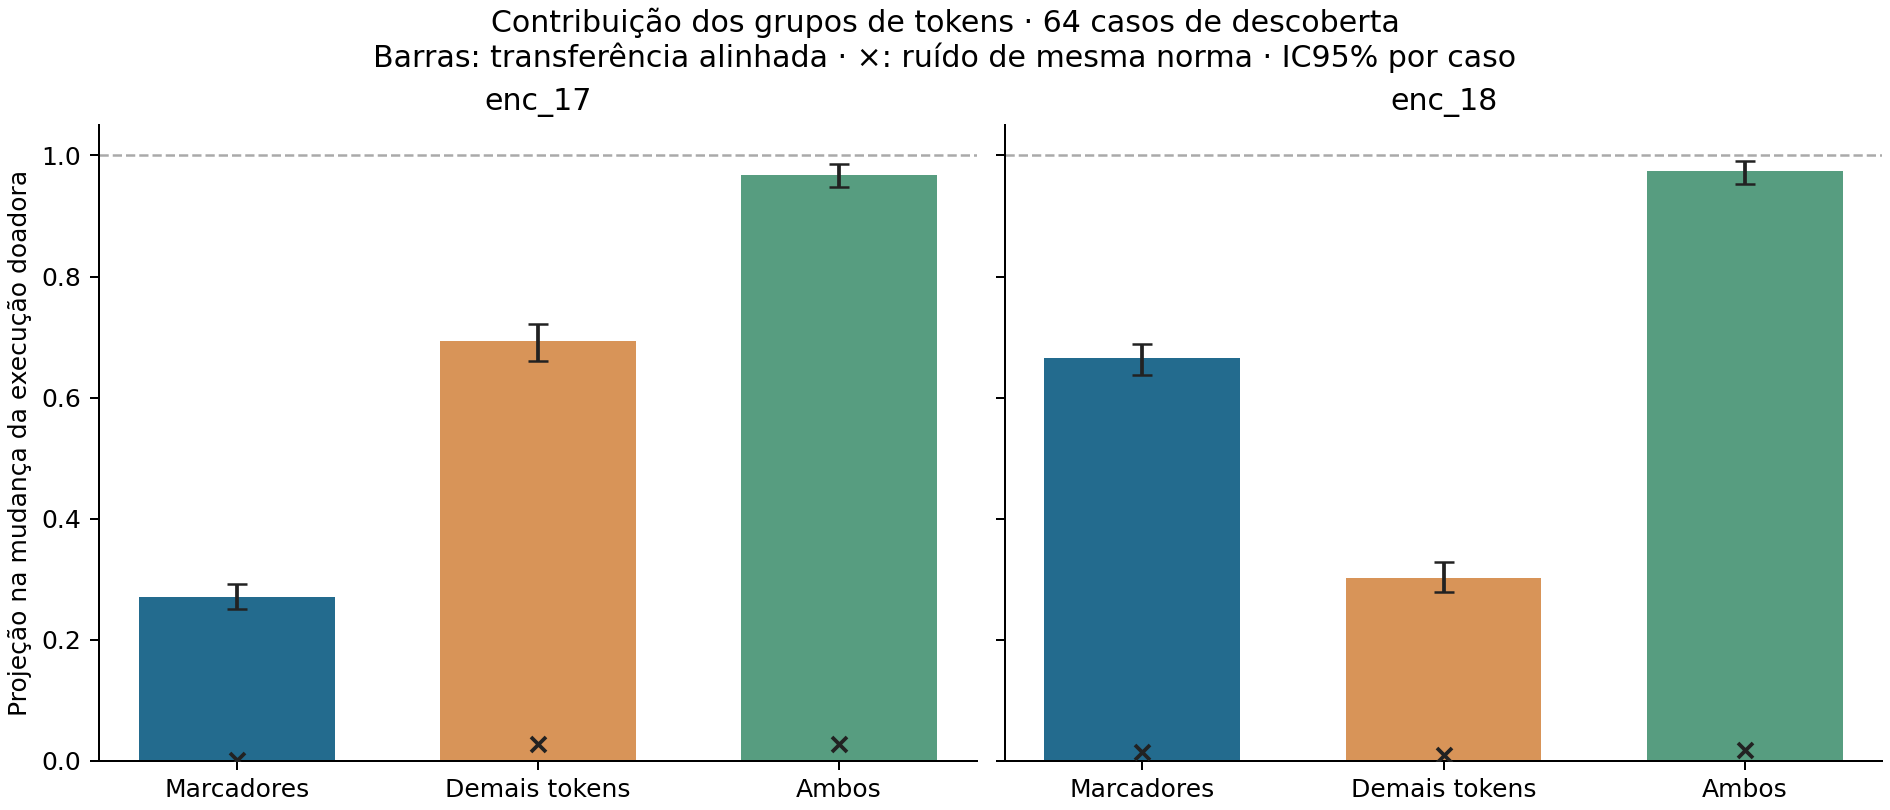 Contribuição dos grupos de tokens · 64 casos de descoberta
Barras: transferência alinhada · ×: ruído de mesma norma · IC95% por caso
enc_17
enc_18
Projeção na mudança da execução doadora
1.0
0.8
0.6
0.4
0.2
0.0
Marcadores
Demais tokens
Ambos
Marcadores
Demais tokens
Ambos